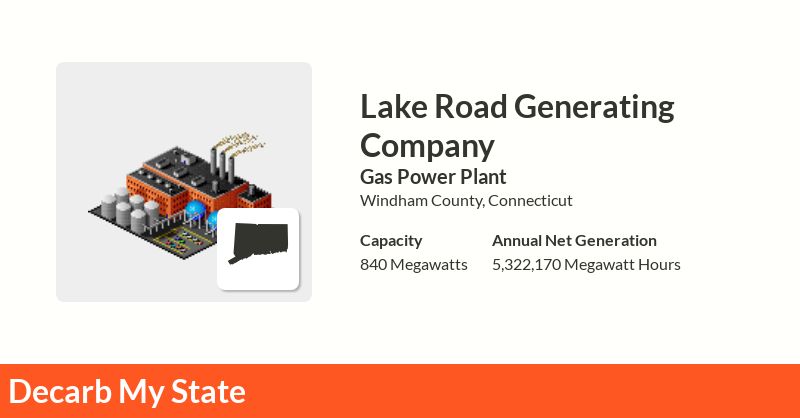 Lake Road Generating
Company
Gas Power Plant
Windham County, Connecticut
Capacity
840 Megawatts
Annual Net Generation
5,322,170 Megawatt Hours
Decarb My State